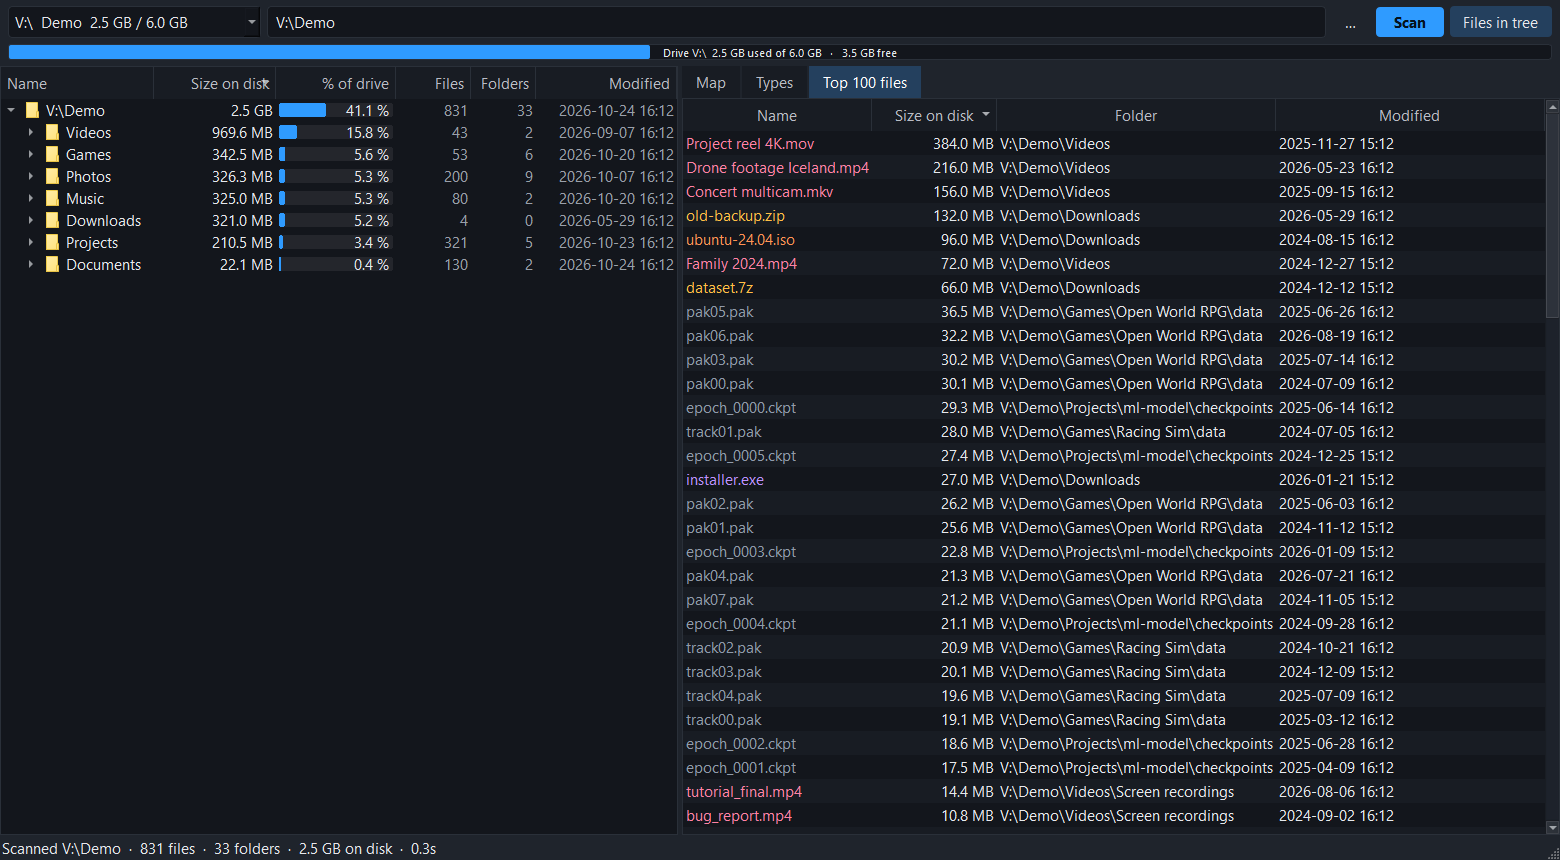 V:\ Demo 2.5 GB / 6.0 GB V:\Demo ... Scan Files in tree
Drive V:\ 2.5 GB used of 6.0 GB · 3.5 GB free
Name Size on disk % of drive Files Folders Modified
V:\Demo 2.5 GB 41.1 % 831 33 2026-10-24 16:12
Videos 969.6 MB 15.8 % 43 2 2026-09-07 16:12
Games 342.5 MB 5.6 % 53 6 2026-10-20 16:12
Photos 326.3 MB 5.3 % 200 9 2026-10-07 16:12
Music 325.0 MB 5.3 % 80 2 2026-10-20 16:12
Downloads 321.0 MB 5.2 % 4 0 2026-05-29 16:12
Projects 210.5 MB 3.4 % 321 5 2026-10-23 16:12
Documents 22.1 MB 0.4 % 130 2 2026-10-24 16:12
Map Types Top 100 files
Name Size on disk Folder Modified
Project reel 4K.mov 384.0 MB V:\Demo\Videos 2025-11-27 15:12
Drone footage Iceland.mp4 216.0 MB V:\Demo\Videos 2026-05-23 16:12
Concert multicam.mkv 156.0 MB V:\Demo\Videos 2025-09-15 16:12
old-backup.zip 132.0 MB V:\Demo\Downloads 2026-05-29 16:12
ubuntu-24.04.iso 96.0 MB V:\Demo\Downloads 2024-08-15 16:12
Family 2024.mp4 72.0 MB V:\Demo\Videos 2024-12-27 15:12
dataset.7z 66.0 MB V:\Demo\Downloads 2024-12-12 15:12
pak05.pak 36.5 MB V:\Demo\Games\Open World RPG\data 2025-06-26 16:12
pak06.pak 32.2 MB V:\Demo\Games\Open World RPG\data 2026-08-19 16:12
pak03.pak 30.2 MB V:\Demo\Games\Open World RPG\data 2025-07-14 16:12
pak00.pak 30.1 MB V:\Demo\Games\Open World RPG\data 2024-07-09 16:12
epoch_0000.ckpt 29.3 MB V:\Demo\Projects\ml-model\checkpoints 2025-06-14 16:12
track01.pak 28.0 MB V:\Demo\Games\Racing Sim\data 2024-07-05 16:12
epoch_0005.ckpt 27.4 MB V:\Demo\Projects\ml-model\checkpoints 2024-12-25 15:12
installer.exe 27.0 MB V:\Demo\Downloads 2026-01-21 15:12
pak02.pak 26.2 MB V:\Demo\Games\Open World RPG\data 2025-06-03 16:12
pak01.pak 25.6 MB V:\Demo\Games\Open World RPG\data 2024-11-12 15:12
epoch_0003.ckpt 22.8 MB V:\Demo\Projects\ml-model\checkpoints 2026-01-09 15:12
pak04.pak 21.3 MB V:\Demo\Games\Open World RPG\data 2026-07-21 16:12
pak07.pak 21.2 MB V:\Demo\Games\Open World RPG\data 2024-11-05 15:12
epoch_0004.ckpt 21.1 MB V:\Demo\Projects\ml-model\checkpoints 2024-09-28 16:12
track02.pak 20.9 MB V:\Demo\Games\Racing Sim\data 2024-10-21 16:12
track03.pak 20.1 MB V:\Demo\Games\Racing Sim\data 2024-12-09 15:12
track04.pak 19.6 MB V:\Demo\Games\Racing Sim\data 2025-07-09 16:12
track00.pak 19.1 MB V:\Demo\Games\Racing Sim\data 2025-03-12 16:12
epoch_0002.ckpt 18.6 MB V:\Demo\Projects\ml-model\checkpoints 2025-06-28 16:12
epoch_0001.ckpt 17.5 MB V:\Demo\Projects\ml-model\checkpoints 2025-04-09 16:12
tutorial_final.mp4 14.4 MB V:\Demo\Videos\Screen recordings 2026-08-06 16:12
bug_report.mp4 10.8 MB V:\Demo\Videos\Screen recordings 2024-09-02 16:12
Scanned V:\Demo · 831 files · 33 folders · 2.5 GB on disk · 0.3s